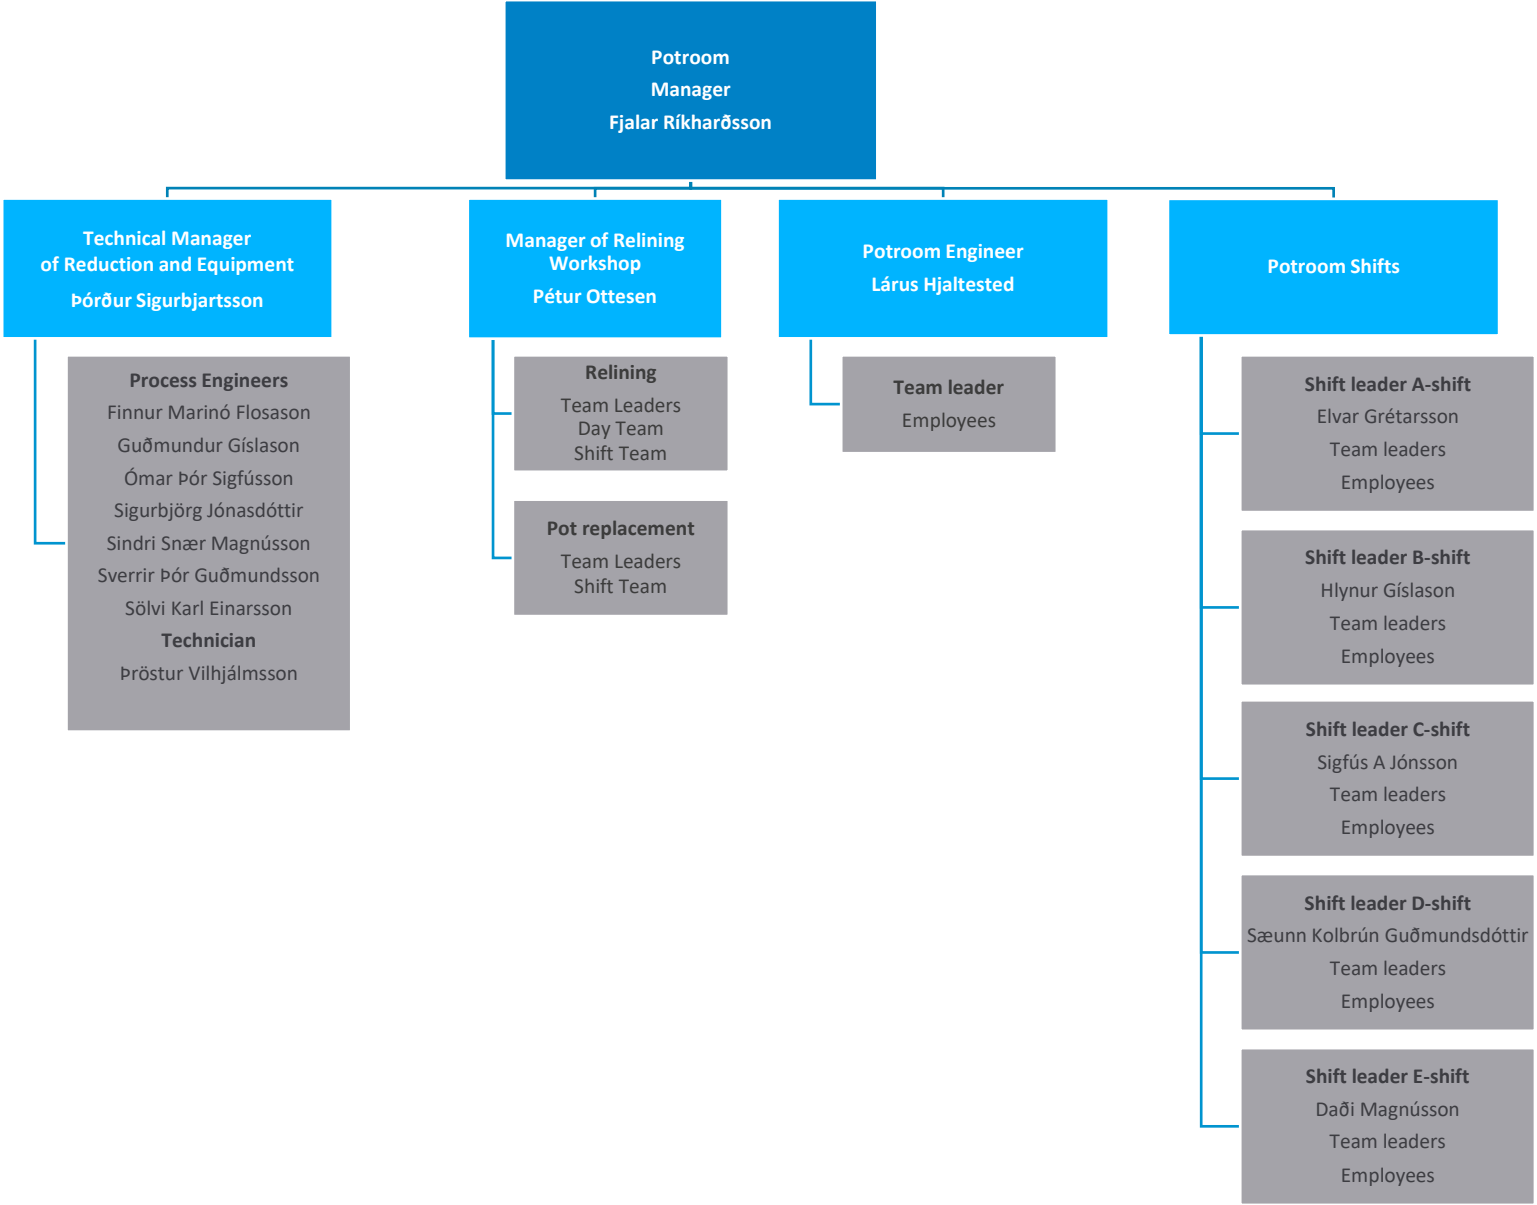 Potroom
Manager
Fjalar Ríkharðsson
Technical Manager
of Reduction and Equipment
Þórður Sigurbjartsson
Manager of Relining
Workshop
Pétur Ottesen
Potroom Engineer
Lárus Hjaltested
Potroom Shifts
Process Engineers
Finnur Marinó Flosason
Guðmundur Gíslason
Ómar Þór Sigfússon
Sigurbjörg Jónasdóttir
Sindri Snær Magnússon
Sverrir Þór Guðmundsson
Sölvi Karl Einarsson
Technician
Þröstur Vilhjálmsson
Relining
Team Leaders
Day Team
Shift Team
Pot replacement
Team Leaders
Shift Team
Team leader
Employees
Shift leader A-shift
Elvar Grétarsson
Team leaders
Employees
Shift leader B-shift
Hlynur Gíslason
Team leaders
Employees
Shift leader C-shift
Sigfús A Jónsson
Team leaders
Employees
Shift leader D-shift
Sæunn Kolbrún Guðmundsdóttir
Team leaders
Employees
Shift leader E-shift
Daði Magnússon
Team leaders
Employees